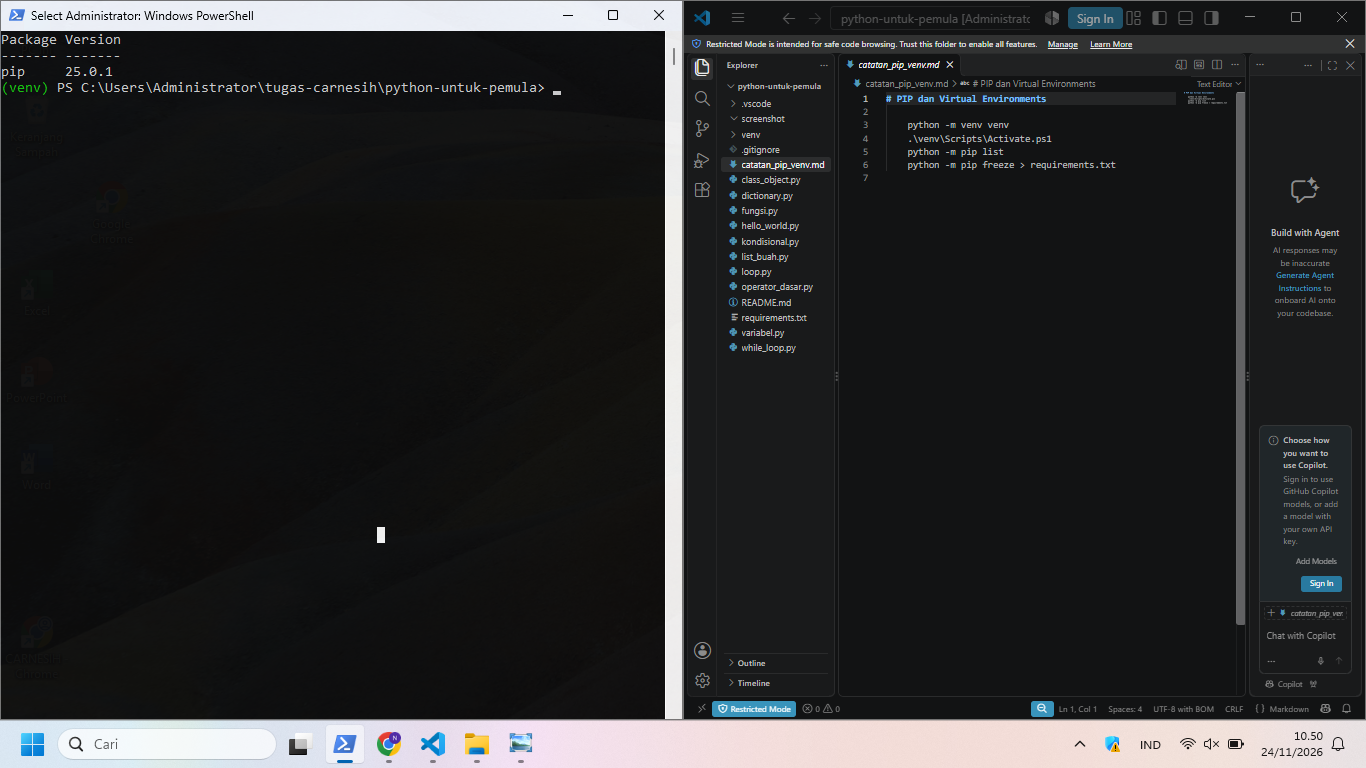 Select Administrator: Windows PowerShell
Package Version
------- -------
pip     25.0.1
(venv) PS C:\Users\Administrator\tugas-carnesih\python-untuk-pemula>
Excel
PowerPoint
Word
python-untuk-pemula [Administrato
Sign In
Restricted Mode is intended for safe code browsing. Trust this folder to enable all features. Manage Learn More
Explorer
python-untuk-pemula
.vscode
screenshot
venv
.gitignore
catatan_pip_venv.md
class_object.py
dictionary.py
fungsi.py
hello_world.py
kondisional.py
list_buah.py
loop.py
operator_dasar.py
README.md
requirements.txt
variabel.py
while_loop.py
Outline
Timeline
catatan_pip_venv.md
catatan_pip_venv.md > abc # PIP dan Virtual Environments
Text Editor
1 # PIP dan Virtual Environments
2
3 python -m venv venv
4 .\venv\Scripts\Activate.ps1
5 python -m pip list
6 python -m pip freeze > requirements.txt
7
Build with Agent
AI responses may
be inaccurate
Generate Agent
Instructions to
onboard AI onto
your codebase.
Choose how
you want to
use Copilot.
Sign in to use
GitHub Copilot
models, or add
a model with
your own API
key.
Add Models
Sign In
catatan_pip_ver
Chat with Copilot
Copilot
Restricted Mode 0 0 Ln 1, Col 1 Spaces: 4 UTF-8 with BOM CRLF Markdown
Cari
IND
10.50
24/11/2026